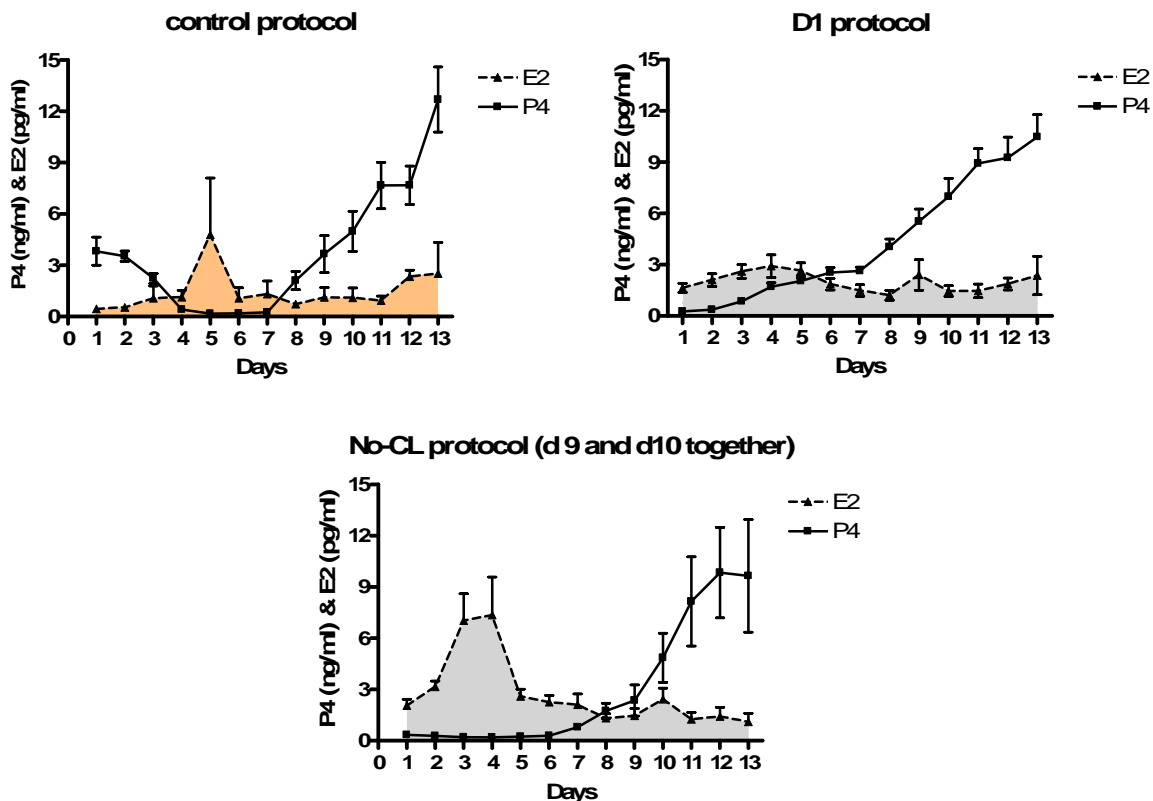 control protocol
P4 (ng/ml) & E2 (pg/ml)
15
12
9
6
3
0
0 1 2 3 4 5 6 7 8 9 10 11 12 13
Days
E2
P4
D1 protocol
P4 (ng/ml) & E2 (pg/ml)
15
12
9
6
3
0
1 2 3 4 5 6 7 8 9 10 11 12 13
Days
E2
P4
No-CL protocol (d 9 and d10 together)
P4 (ng/ml) & E2 (pg/ml)
15
12
9
6
3
0
0 1 2 3 4 5 6 7 8 9 10 11 12 13
Days
E2
P4